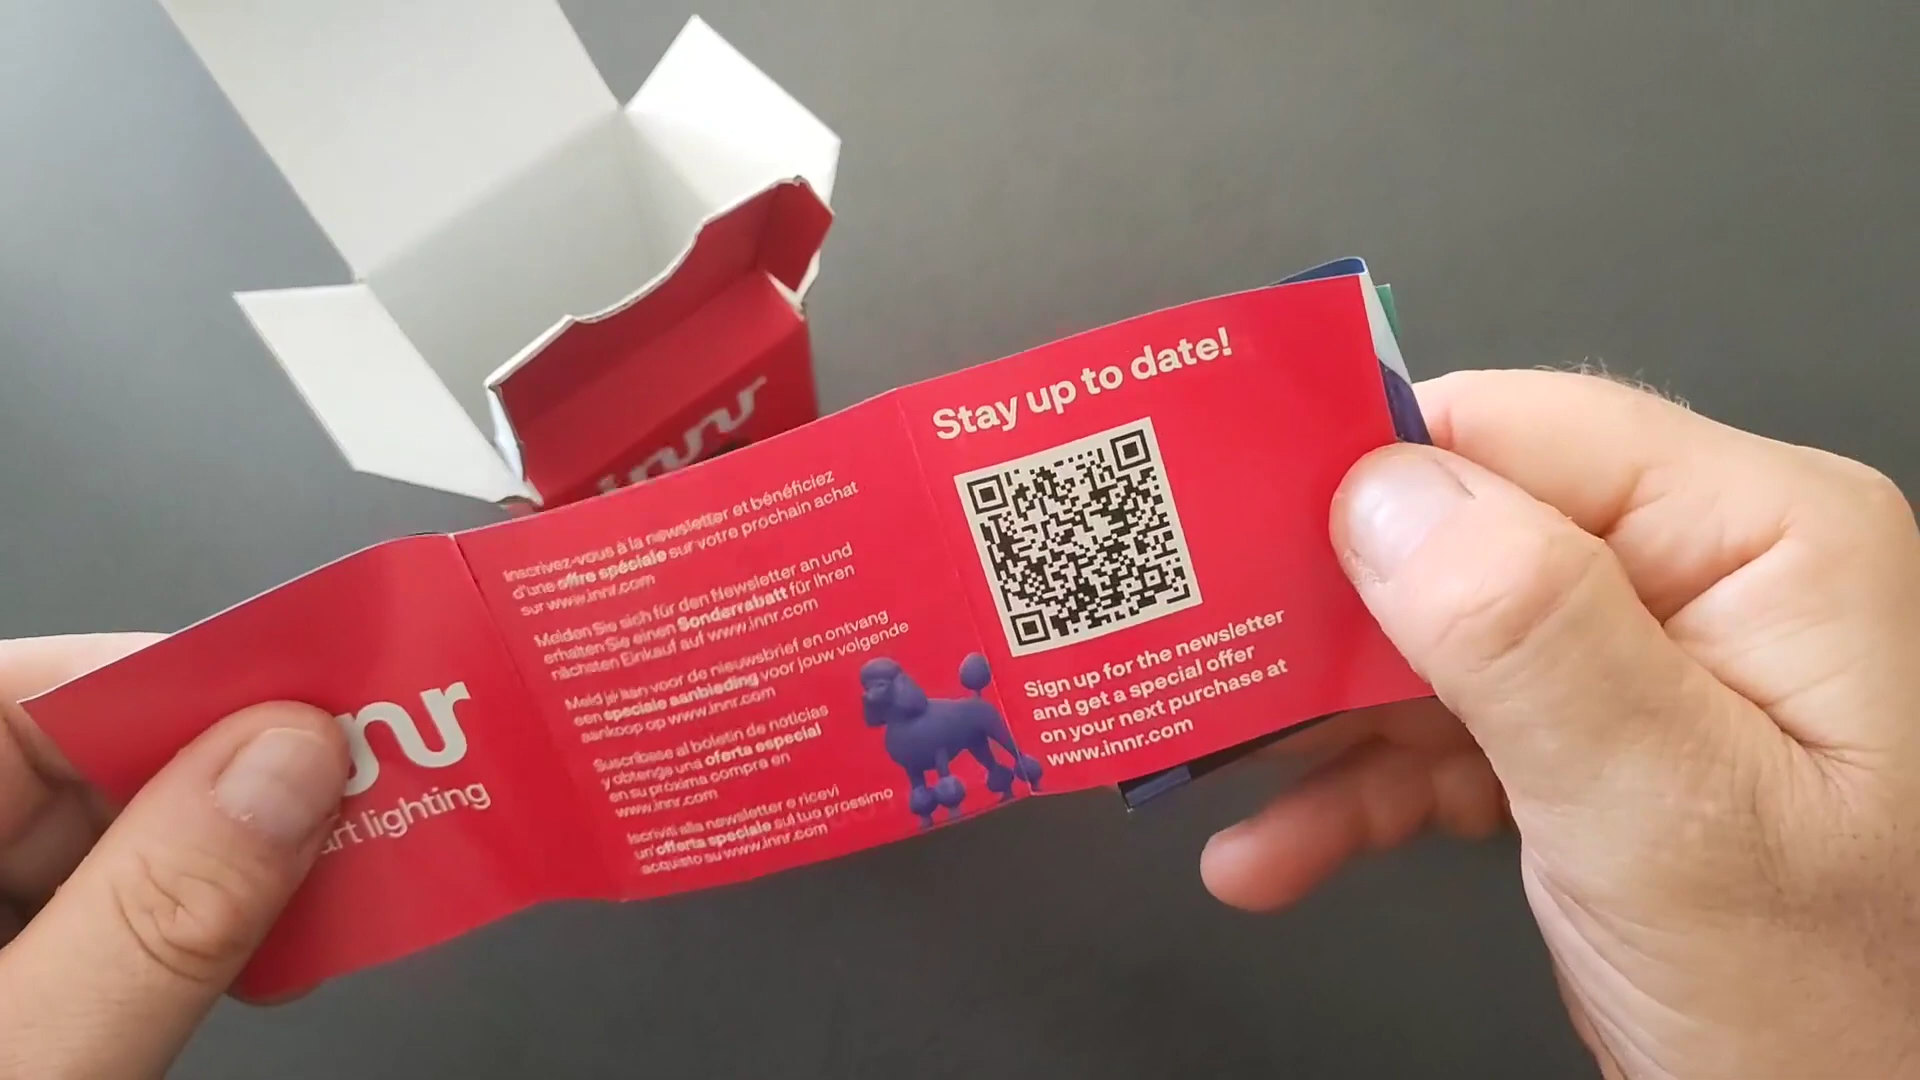 innr
innr
art lighting
Inscrivez-vous à la newsletter et bénéficiez
d'une offre spéciale sur votre prochain achat
sur www.innr.com
Melden Sie sich für den Newsletter an und
erhalten Sie einen Sonderrabatt für Ihren
nächsten Einkauf auf www.innr.com
Meld je aan voor de nieuwsbrief en ontvang
een speciale aanbieding voor jouw volgende
aankoop op www.innr.com
Suscríbase al boletín de noticias
y obtenga una oferta especial
en su próxima compra en
www.innr.com
Iscriviti alla newsletter e ricevi
un'offerta speciale sul tuo prossimo
acquisto su www.innr.com
Stay up to date!
Sign up for the newsletter
and get a special offer
on your next purchase at
www.innr.com